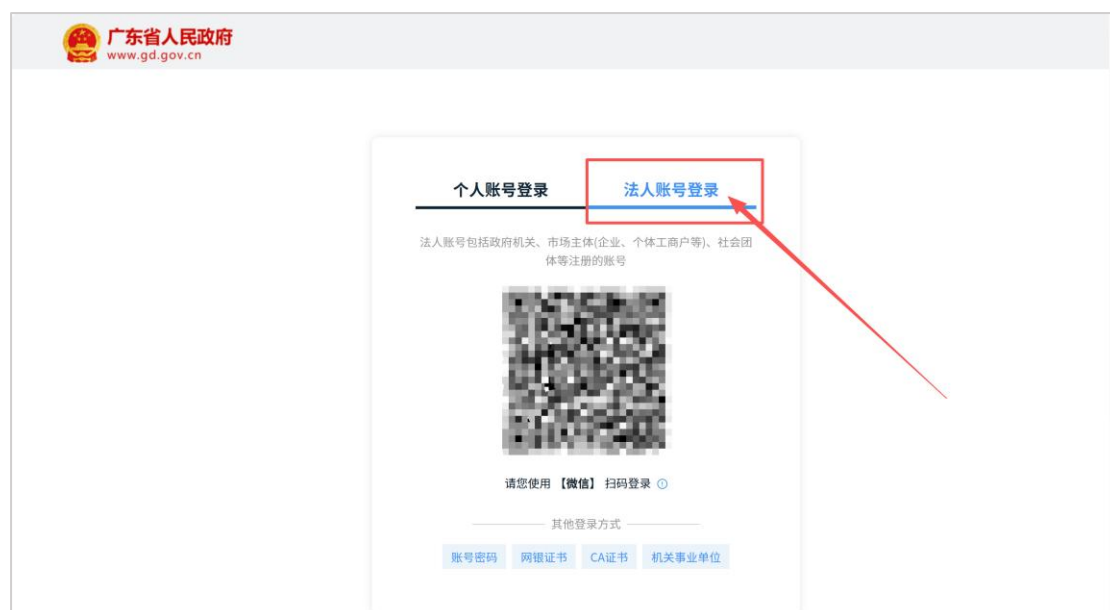 广东省人民政府
www.gd.gov.cn
个人账号登录 法人账号登录
法人账号包括政府机关、市场主体(企业、个体工商户等)、社会团
体等注册的账号
请您使用 【微信】 扫码登录
其他登录方式
账号密码 网银证书 CA证书 机关事业单位